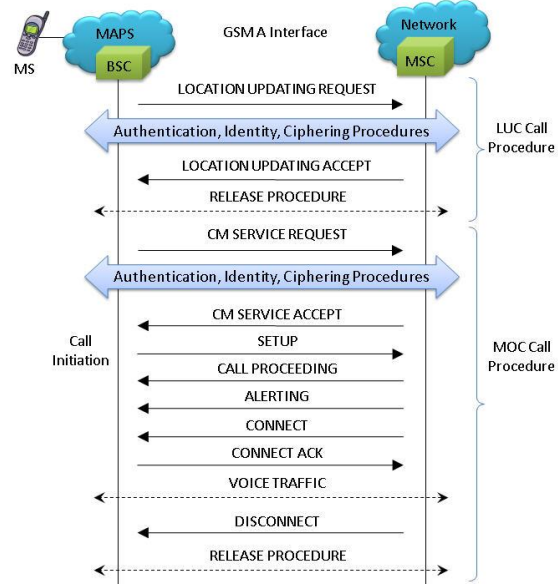 MAPS
GSM A Interface
Network
MS
BSC
MSC
LOCATION UPDATING REQUEST
Authentication, Identity, Ciphering Procedures
LUC Call
Procedure
LOCATION UPDATING ACCEPT
RELEASE PROCEDURE
CM SERVICE REQUEST
Authentication, Identity, Ciphering Procedures
CM SERVICE ACCEPT
Call
Initiation
SETUP
MOC Call
Procedure
CALL PROCEEDING
ALERTING
CONNECT
CONNECT ACK
VOICE TRAFFIC
DISCONNECT
RELEASE PROCEDURE